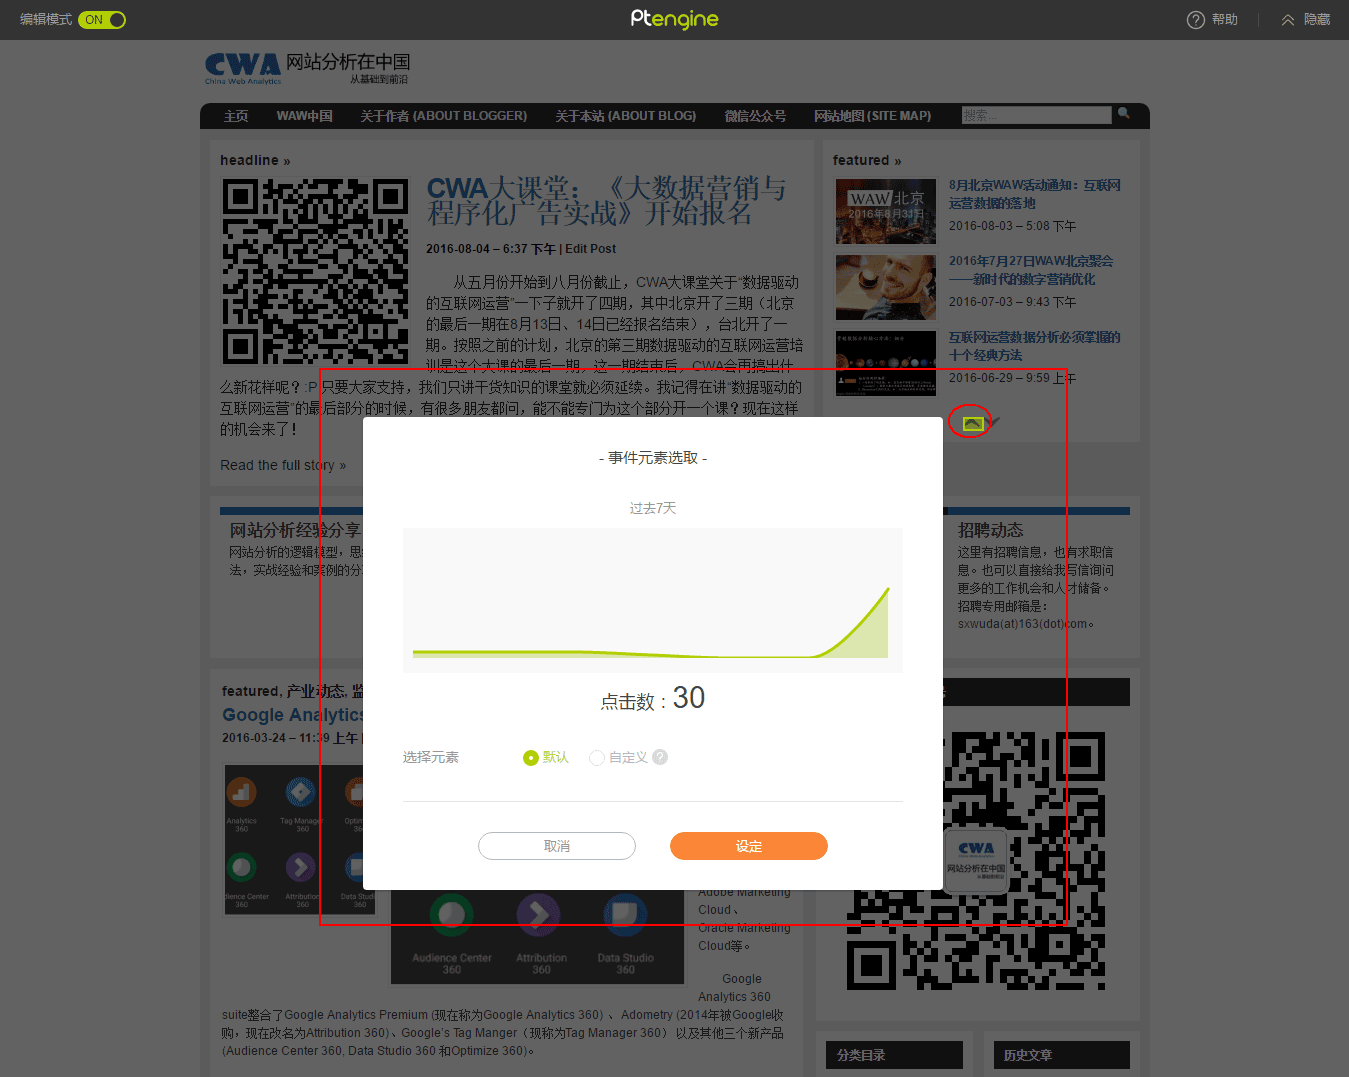 编辑模式 ON
Ptengine
帮助
隐藏
CWA 网站分析在中国
China Web Analytics 从基础到前沿
主页 WAW中国 关于作者 (ABOUT BLOGGER) 关于本站 (ABOUT BLOG) 微信公众号 网站地图 (SITE MAP) 搜索...
headline »
CWA大课堂：《大数据营销与
程序化广告实战》开始报名
2016-08-04 – 6:37 下午 | Edit Post
从五月份开始到八月份截止，CWA大课堂关于“数据驱动
的互联网运营”一下子就开了四期，其中北京开了三期（北京
的最后一期在8月13日、14日已经报名结束），台北开了一
期。按照之前的计划，北京的第三期数据驱动的互联网运营培
训是这个大课的最后一期，这一期结束后，CWA会再搞出什
么新花样呢？:P 只要大家支持，我们只讲干货知识的课堂就必须延续。我记得在讲“数据驱动的
互联网运营”的最后部分的时候，有很多朋友都问，能不能专门为这个部分开一个课？现在这样
的机会来了！
Read the full story »
featured »
WAW 北京
2016年8月31日
8月北京WAW活动通知：互联网
运营数据的落地
2016-08-03 – 5:08 下午
2016年7月27日WAW北京聚会
——新时代的数字营销优化
2016-07-03 – 9:43 下午
互联网运营数据分析必须掌握的
十个经典方法
2016-06-29 – 9:59 上午
- 事件元素选取 -
过去7天
点击数：30
选择元素 默认 自定义 ?
取消 设定
网站分析经验分享
网站分析的逻辑模型，思
法，实战经验和案例的分
招聘动态
这里有招聘信息，也有求职信
息。也可以直接给我写信询问
更多的工作机会和人才储备。
招聘专用邮箱是：
sxwuda(at)163(dot)com。
featured, 产业动态, 监
Google Analytics
2016-03-24 – 11:39 上午
Analytics
360
Tag Manager
360
Optim
360
dience Center
360
Attribution
360
Data Stud
360
Audience Center
360
Attribution
360
Data Studio
360
Adobe Marketing
Cloud、
Oracle Marketing
Cloud等。
Google
Analytics 360
suite整合了Google Analytics Premium (现在称为Google Analytics 360) 、 Adometry (2014年被Google收
购，现在改名为Attribution 360)、Google's Tag Manger（现称为Tag Manager 360） 以及其他三个新产品
(Audience Center 360, Data Studio 360 和Optimize 360)。
CWA
网站分析在中国
从基础到前沿
分类目录
历史文章